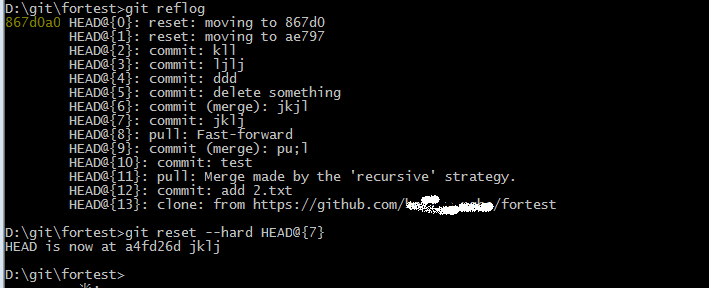 D:\git\fortest>git reflog
867d0a0 HEAD@{0}: reset: moving to 867d0
HEAD@{1}: reset: moving to ae797
HEAD@{2}: commit: kll
HEAD@{3}: commit: ljlj
HEAD@{4}: commit: ddd
HEAD@{5}: commit: delete something
HEAD@{6}: commit (merge): jkjl
HEAD@{7}: commit: jklj
HEAD@{8}: pull: Fast-forward
HEAD@{9}: commit (merge): pu;l
HEAD@{10}: commit: test
HEAD@{11}: pull: Merge made by the 'recursive' strategy.
HEAD@{12}: commit: add 2.txt
HEAD@{13}: clone: from https://github.com/ /fortest
D:\git\fortest>git reset --hard HEAD@{7}
HEAD is now at a4fd26d jklj
D:\git\fortest>